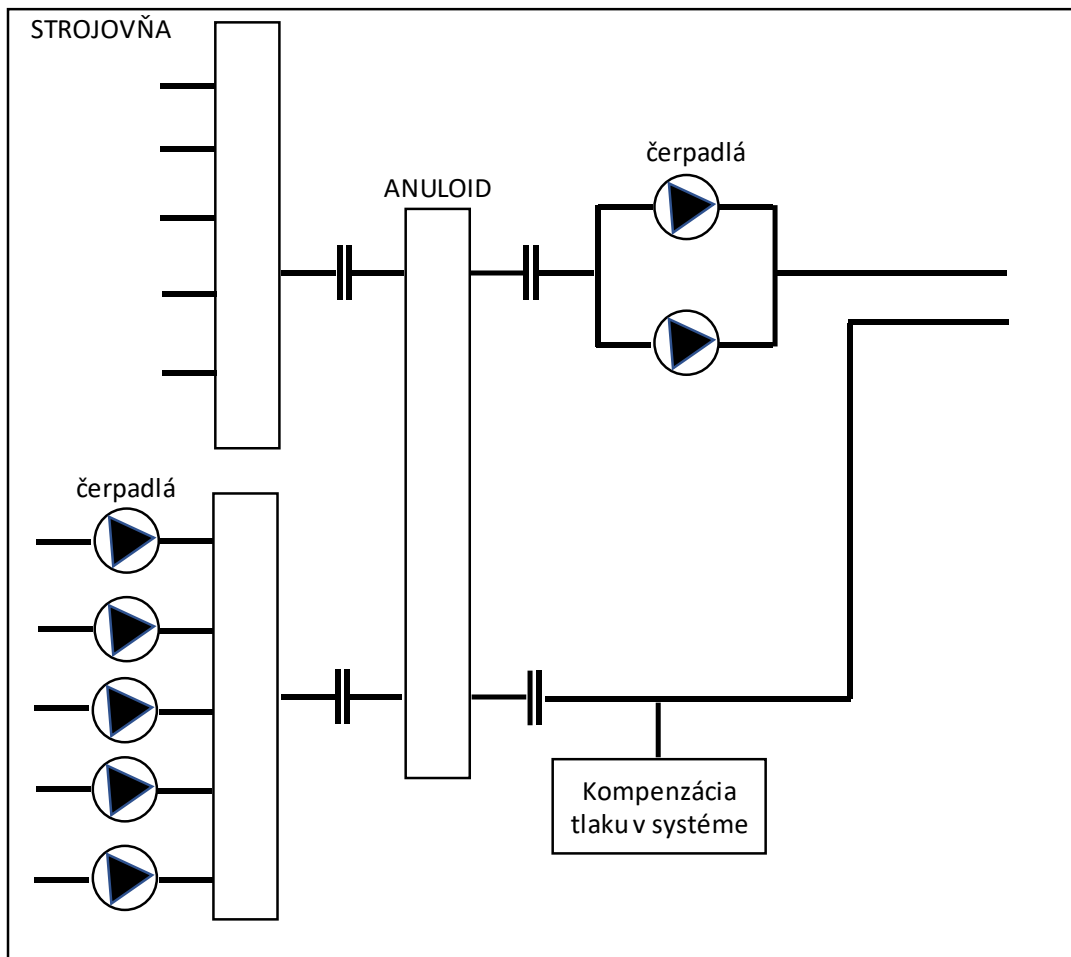 STROJOVŇA
čerpadlá
ANULOID
čerpadlá
Kompenzácia
tlaku v systéme